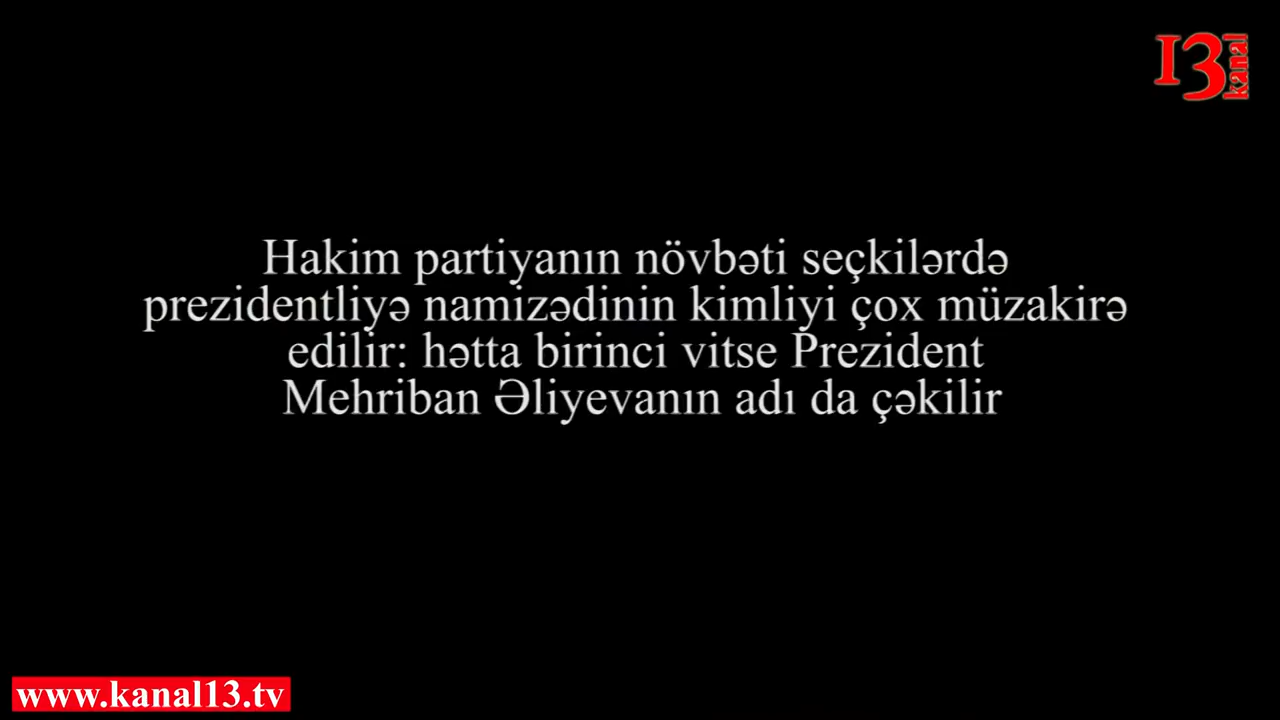 13 kanal
Hakim partiyanın növbəti seçkilərdə
prezidentliyə namizədinin kimliyi çox müzakirə
edilir: hətta birinci vitse Prezident
Mehriban Əliyevanın adı da çəkilir
www.kanal13.tv